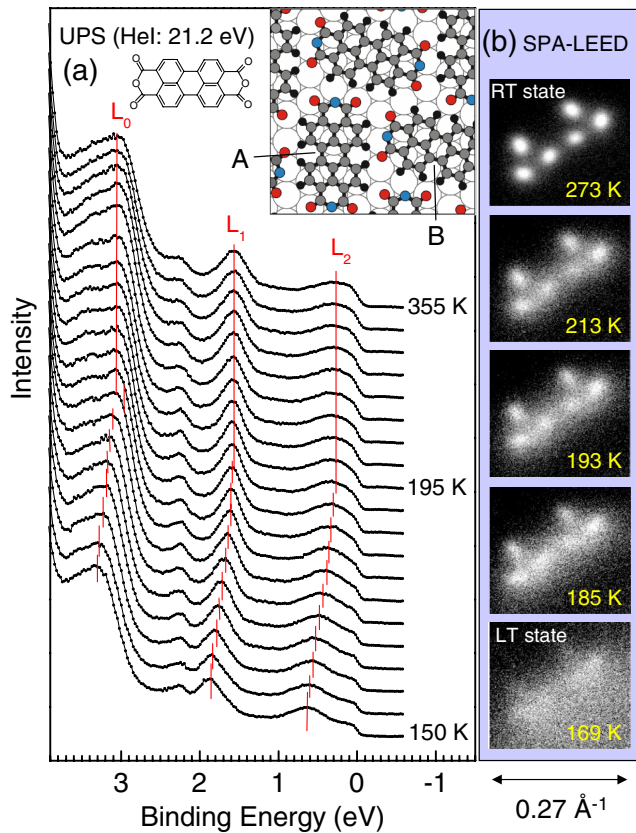 UPS (HeI: 21.2 eV)
(a)
O O
O O
O O
L0
L1
L2
A
B
355 K
195 K
150 K
Intensity
3 2 1 0 -1
Binding Energy (eV)
(b) SPA-LEED
RT state
273 K
213 K
193 K
185 K
LT state
169 K
0.27 Å⁻¹